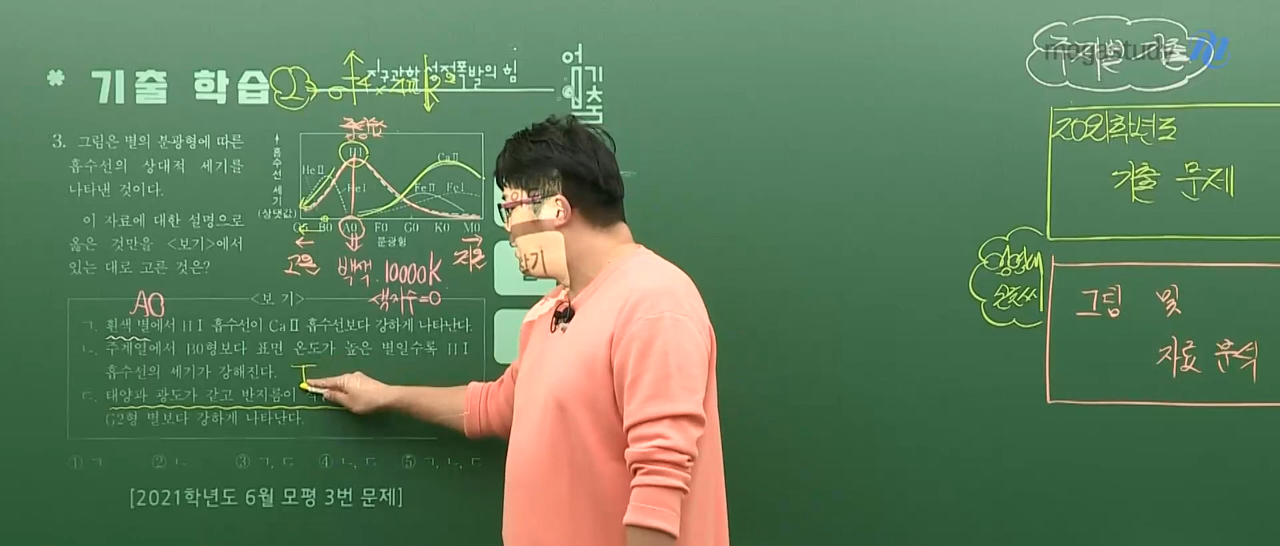 * 기출 학습
지구과학 성적폭발의 힘
megastudy
2021학년도
기출 문제
그림 및
자료 분석
3. 그림은 별의 분광형에 따른
흡수선의 상대적 세기를
나타낸 것이다.
이 자료에 대한 설명으로
옳은 것만을 <보기>에서
있는 대로 고른 것은?
흡수선 세기
(상댓값)
HeⅡ
HⅠ
HeⅠ
FeⅡ
FeⅠ
CaⅡ
B0 A0 F0 G0 K0 M0
분광형
고온
백색 10000K
저온
색지수=0
A0
<보 기>
ㄱ. 흰색 별에서 HⅠ 흡수선이 CaⅡ 흡수선보다 강하게 나타난다.
ㄴ. 주계열에서 B0형보다 표면 온도가 높은 별일수록 HⅠ
흡수선의 세기가 강해진다.
T
ㄷ. 태양과 광도가 같고 반지름이
G2형 별보다 강하게 나타난다.
① ㄱ ② ㄴ ③ ㄱ, ㄷ ④ ㄴ, ㄷ ⑤ ㄱ, ㄴ, ㄷ
[2021학년도 6월 모평 3번 문제]